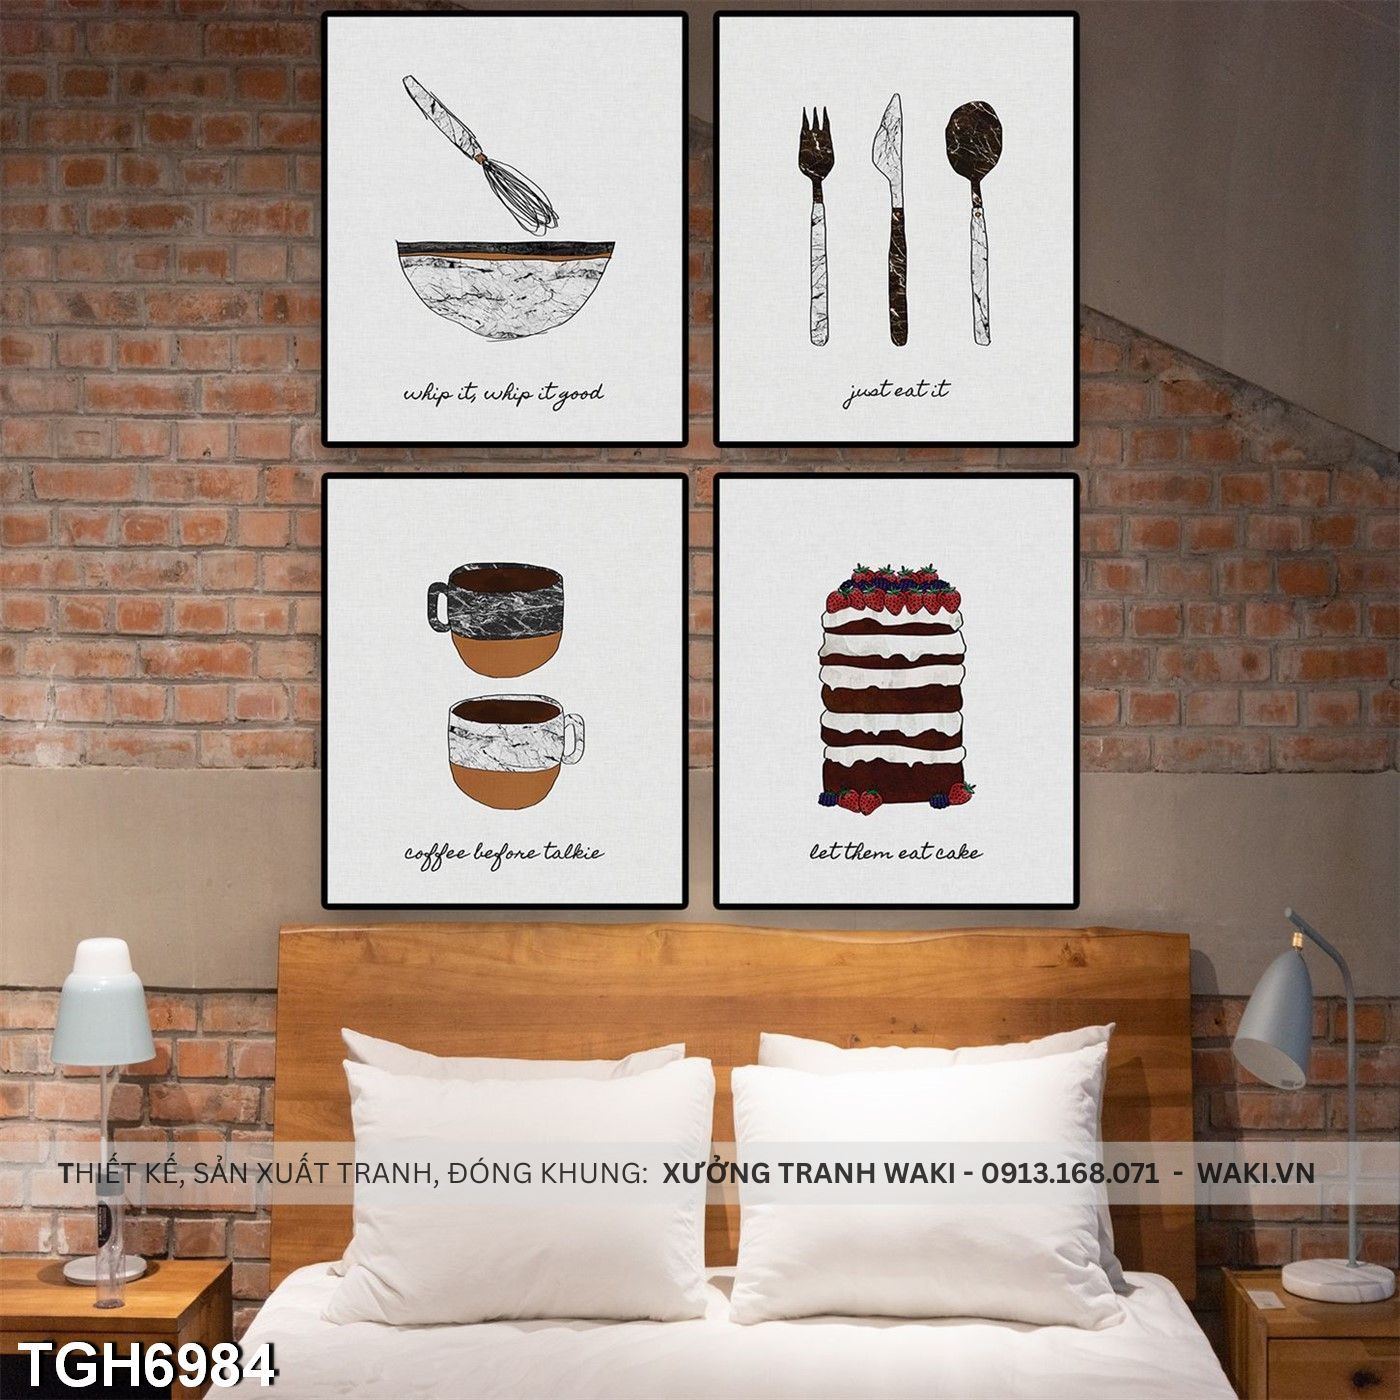 whip it, whip it good
just eat it
coffee before talkie
let them eat cake
THIẾT KẾ, SẢN XUẤT TRANH, ĐÓNG KHUNG: XƯỞNG TRANH WAKI - 0913.168.071 - WAKI.VN
TGH6984